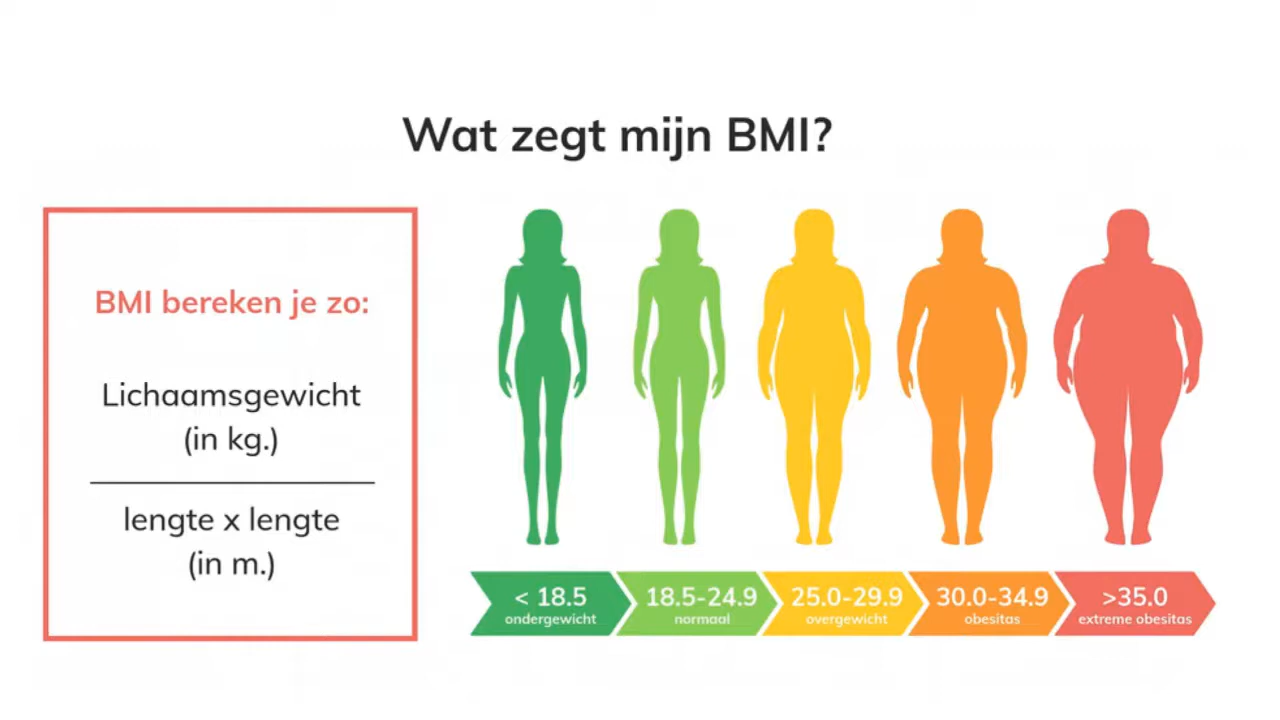 Wat zegt mijn BMI?
BMI bereken je zo:
Lichaamsgewicht
(in kg.)
lengte x lengte
(in m.)
< 18.5
ondergewicht
18.5-24.9
normaal
25.0-29.9
overgewicht
30.0-34.9
obesitas
>35.0
extreme obesitas